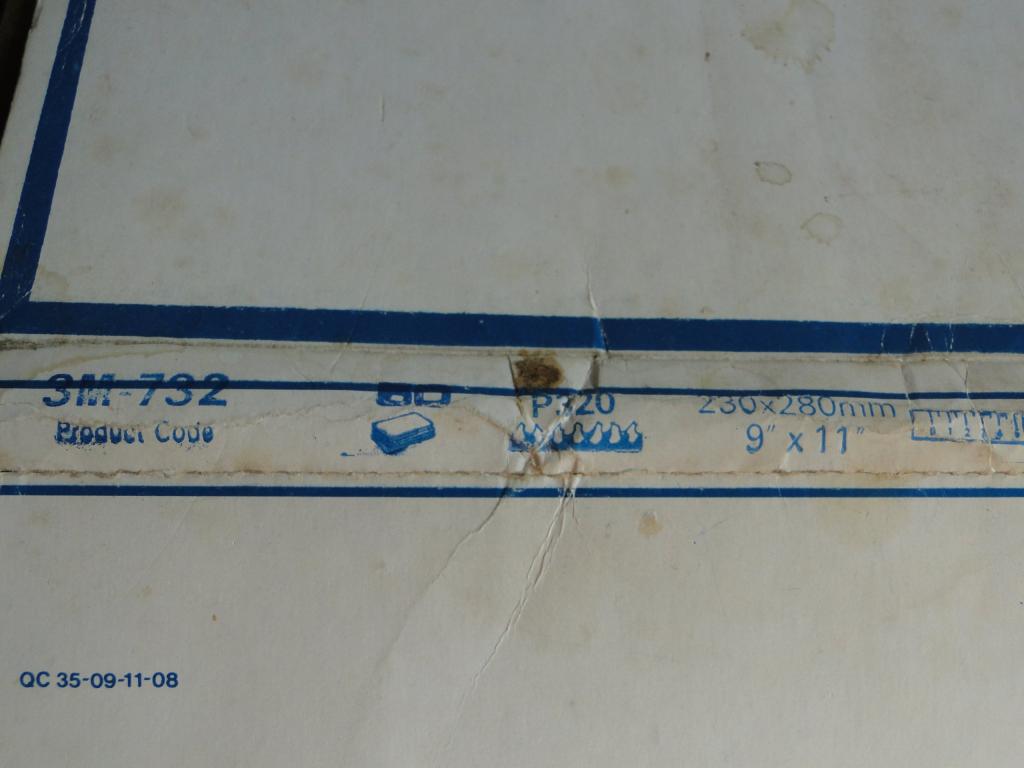 3M-732
Product Code
P320
230x280mm
9" x 11"
QC 35-09-11-08